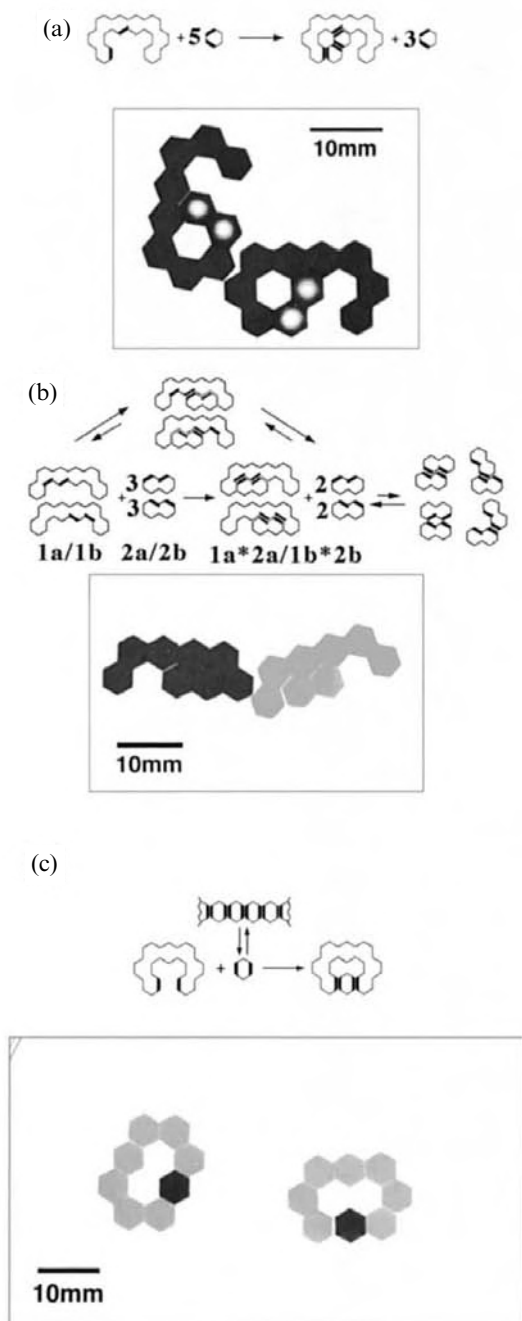 (a)
+ 5
+ 3
10mm
(b)
+ 3
3
+ 2
2
1a/1b 2a/2b 1a*2a/1b*2b
10mm
(c)
+
10mm